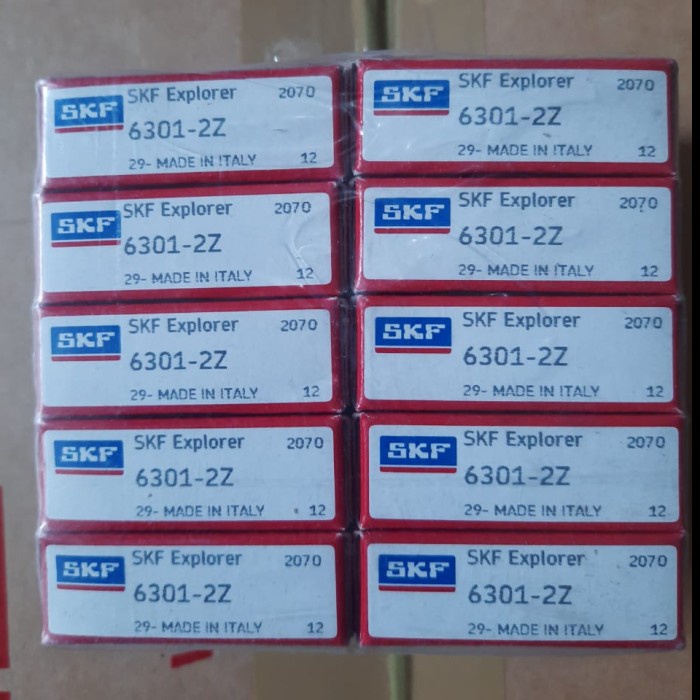 SKF SKF Explorer 2070
6301-2Z
29- MADE IN ITALY 12
SKF SKF Explorer 2070
6301-2Z
29- MADE IN ITALY 12
SKF SKF Explorer 2070
6301-2Z
29- MADE IN ITALY 12
SKF SKF Explorer 2070
6301-2Z
29- MADE IN ITALY 12
SKF SKF Explorer 2070
6301-2Z
29- MADE IN ITALY 12
SKF SKF Explorer 2070
6301-2Z
29- MADE IN ITALY 12
SKF SKF Explorer 2070
6301-2Z
29- MADE IN ITALY 12
SKF SKF Explorer 2070
6301-2Z
29- MADE IN ITALY 12
SKF SKF Explorer 2070
6301-2Z
29- MADE IN ITALY 12
SKF SKF Explorer 2070
6301-2Z
29- MADE IN ITALY 12